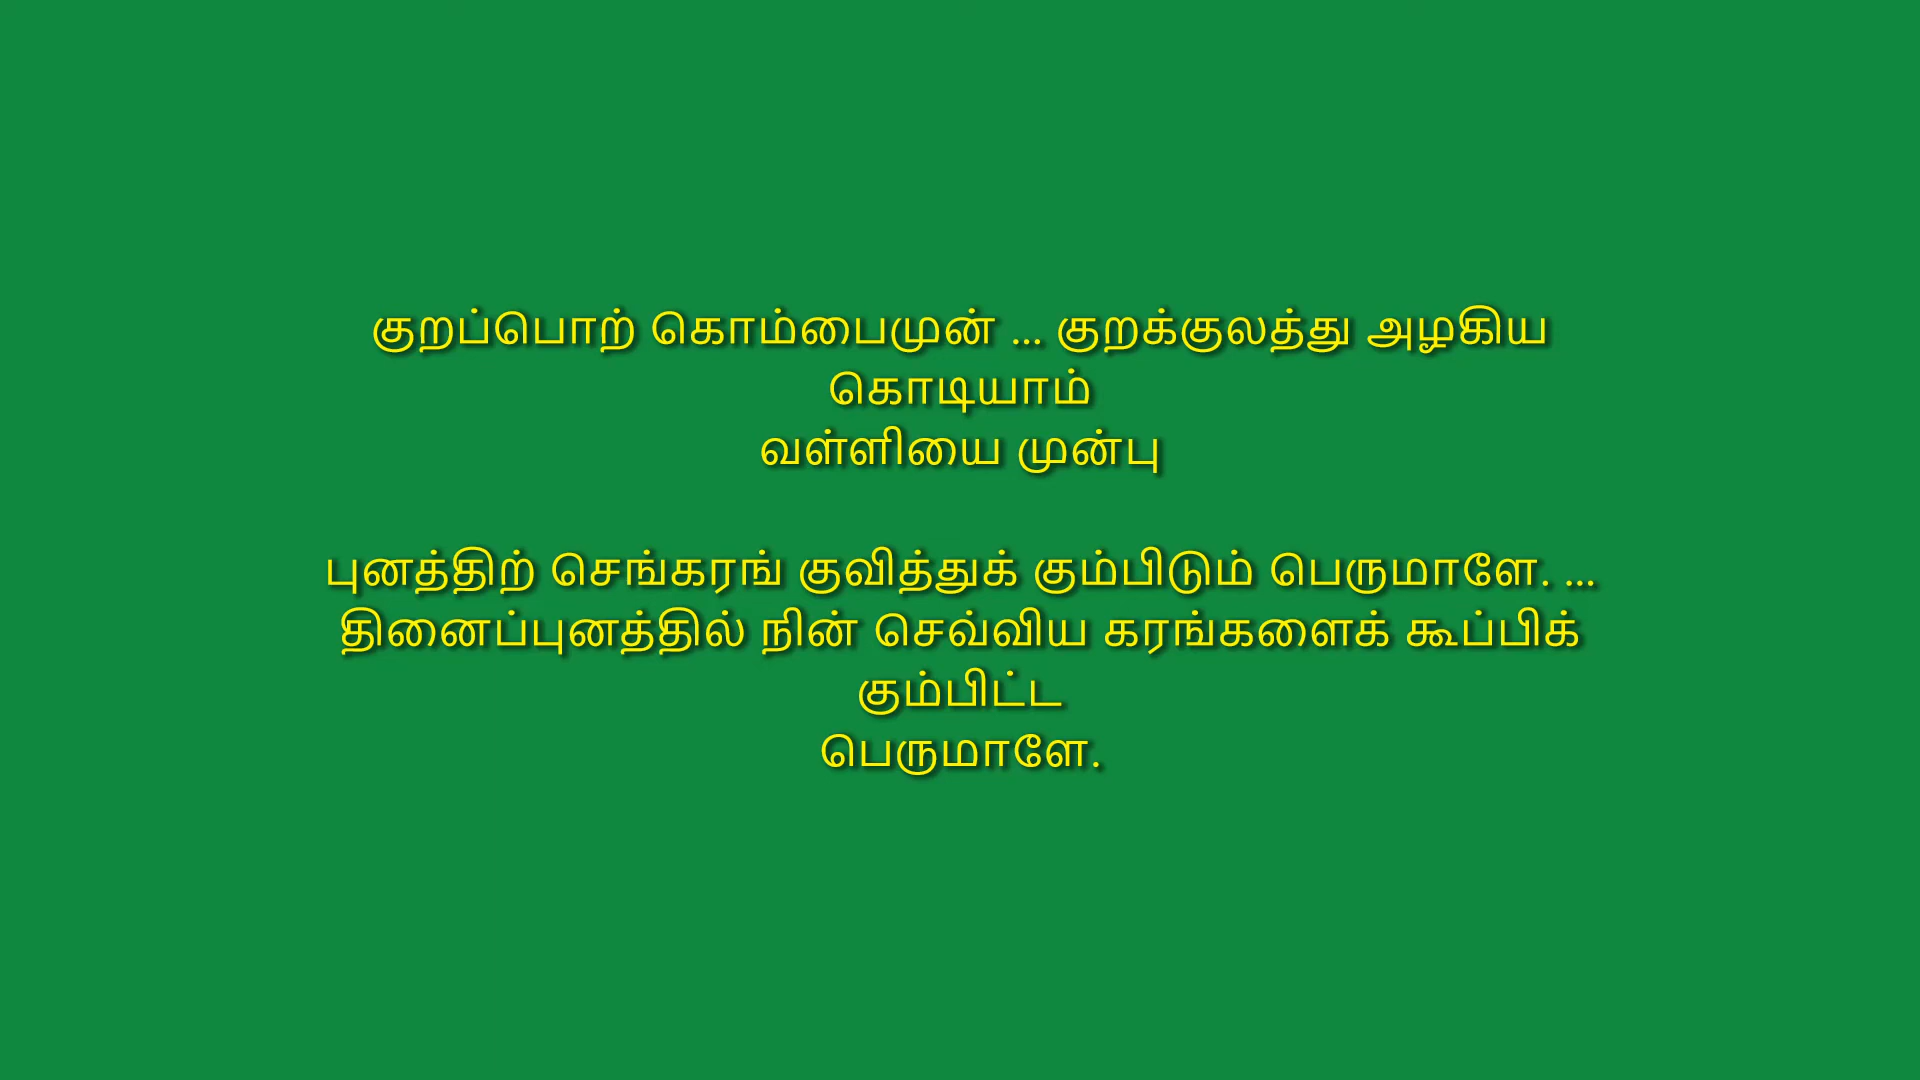 குறப்பொற் கொம்பைமுன் ... குறக்குலத்து அழகிய
கொடியாம்
வள்ளியை முன்பு
புனத்திற் செங்கரங் குவித்துக் கும்பிடும் பெருமாளே. ...
தினைப்புனத்தில் நின் செவ்விய கரங்களைக் கூப்பிக்
கும்பிட்ட
பெருமாளே.